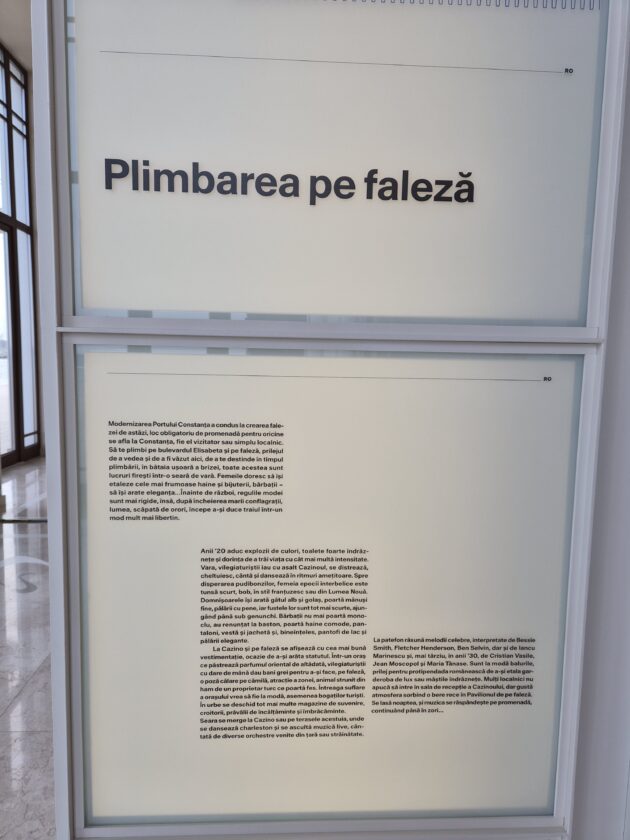 RO
Plimbarea pe faleză
RO
Modernizarea Portului Constanța a condus la crearea fale-
zei de astăzi, loc obligatoriu de promenadă pentru oricine
se afla la Constanța, fie el vizitator sau simplu localnic.
Să te plimbi pe bulevardul Elisabeta și pe faleză, prilejul
de a vedea și de a fi văzut aici, de a te destinde în timpul
plimbării, în bătaia ușoară a brizei, toate acestea sunt
lucruri firești într-o seară de vară. Femeile doresc să își
etaleze cele mai frumoase haine și bijuterii, bărbații –
să își arate eleganța...Înainte de război, regulile modei
sunt mai rigide, însă, după încheierea marii conflagrații,
lumea, scăpată de orori, începe a-și duce traiul într-un
mod mult mai libertin.
Anii '20 aduc explozii de culori, toalete foarte îndrăz-
nețe și dorința de a trăi viața cu cât mai multă intensitate.
Vara, vilegiaturiștii iau cu asalt Cazinoul, se distrează,
cheltuiesc, cântă și dansează în ritmuri amețitoare. Spre
disperarea pudibonzilor, femeia epocii interbelice este
tunsă scurt, bob, în stil franțuzesc sau din Lumea Nouă.
Domnișoarele își arată gâtul alb și golaș, poartă mănuși
fine, pălării cu pene, iar fustele lor sunt tot mai scurte, ajun-
gând până sub genunchi. Bărbații nu mai poartă mono-
clu, au renunțat la baston, poartă haine comode, pan-
taloni, vestă și jachetă și, bineînțeles, pantofi de lac și
pălării elegante.
La Cazino și pe faleză se afișează cu cea mai bună
vestimentație, ocazie de a-și arăta statutul. Într-un oraș
ce păstrează parfumul oriental de altădată, vilegiaturiștii
cu dare de mână dau bani grei pentru a-și face, pe faleză,
o poză călare pe cămilă, atracție a zonei, animal strunit din
ham de un proprietar turc ce poartă fes. Întreaga suflare
a orașului vrea să fie la modă, asemenea bogaților turiști.
În urbe se deschid tot mai multe magazine de suvenire,
croitorii, prăvălii de încălțăminte și îmbrăcăminte.
Seara se merge la Cazino sau pe terasele acestuia, unde
se dansează charleston și se ascultă muzică live, cân-
tată de diverse orchestre venite din țară sau străinătate.
La patefon răsună melodii celebre, interpretate de Bessie
Smith, Fletcher Henderson, Ben Selvin, dar și de Iancu
Marinescu și, mai târziu, în anii '30, de Cristian Vasile,
Jean Moscopol și Maria Tănase. Sunt la modă balurile,
prilej pentru protipendada românească de a-și etala gar-
deroba de lux sau măștile îndrăznețe. Mulți localnici nu
apucă să intre în sala de recepție a Cazinoului, dar gustă
atmosfera sorbind o bere rece în Pavilionul de pe faleză.
Se lasă noaptea, și muzica se răspândește pe promenadă,
continuând până în zori...